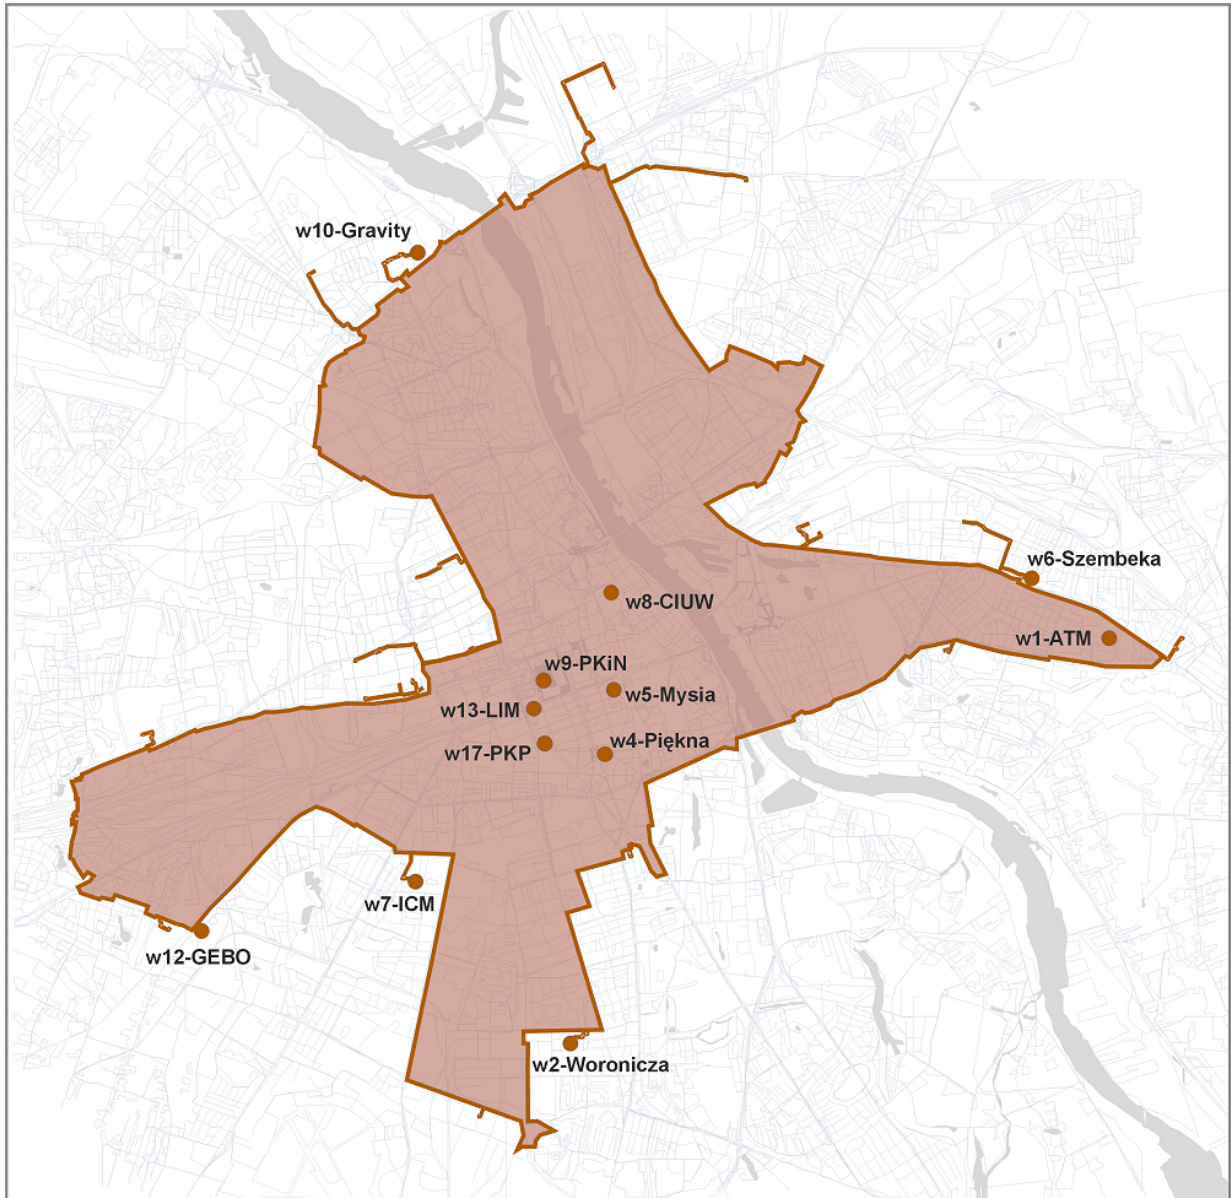 w10-Gravity
w6-Szembeka
w8-CIUW
w1-ATM
w9-PKiN
w5-Mysia
w13-LIM
w4-Piękna
w17-PKP
w7-ICM
w12-GEBO
w2-Woronicza